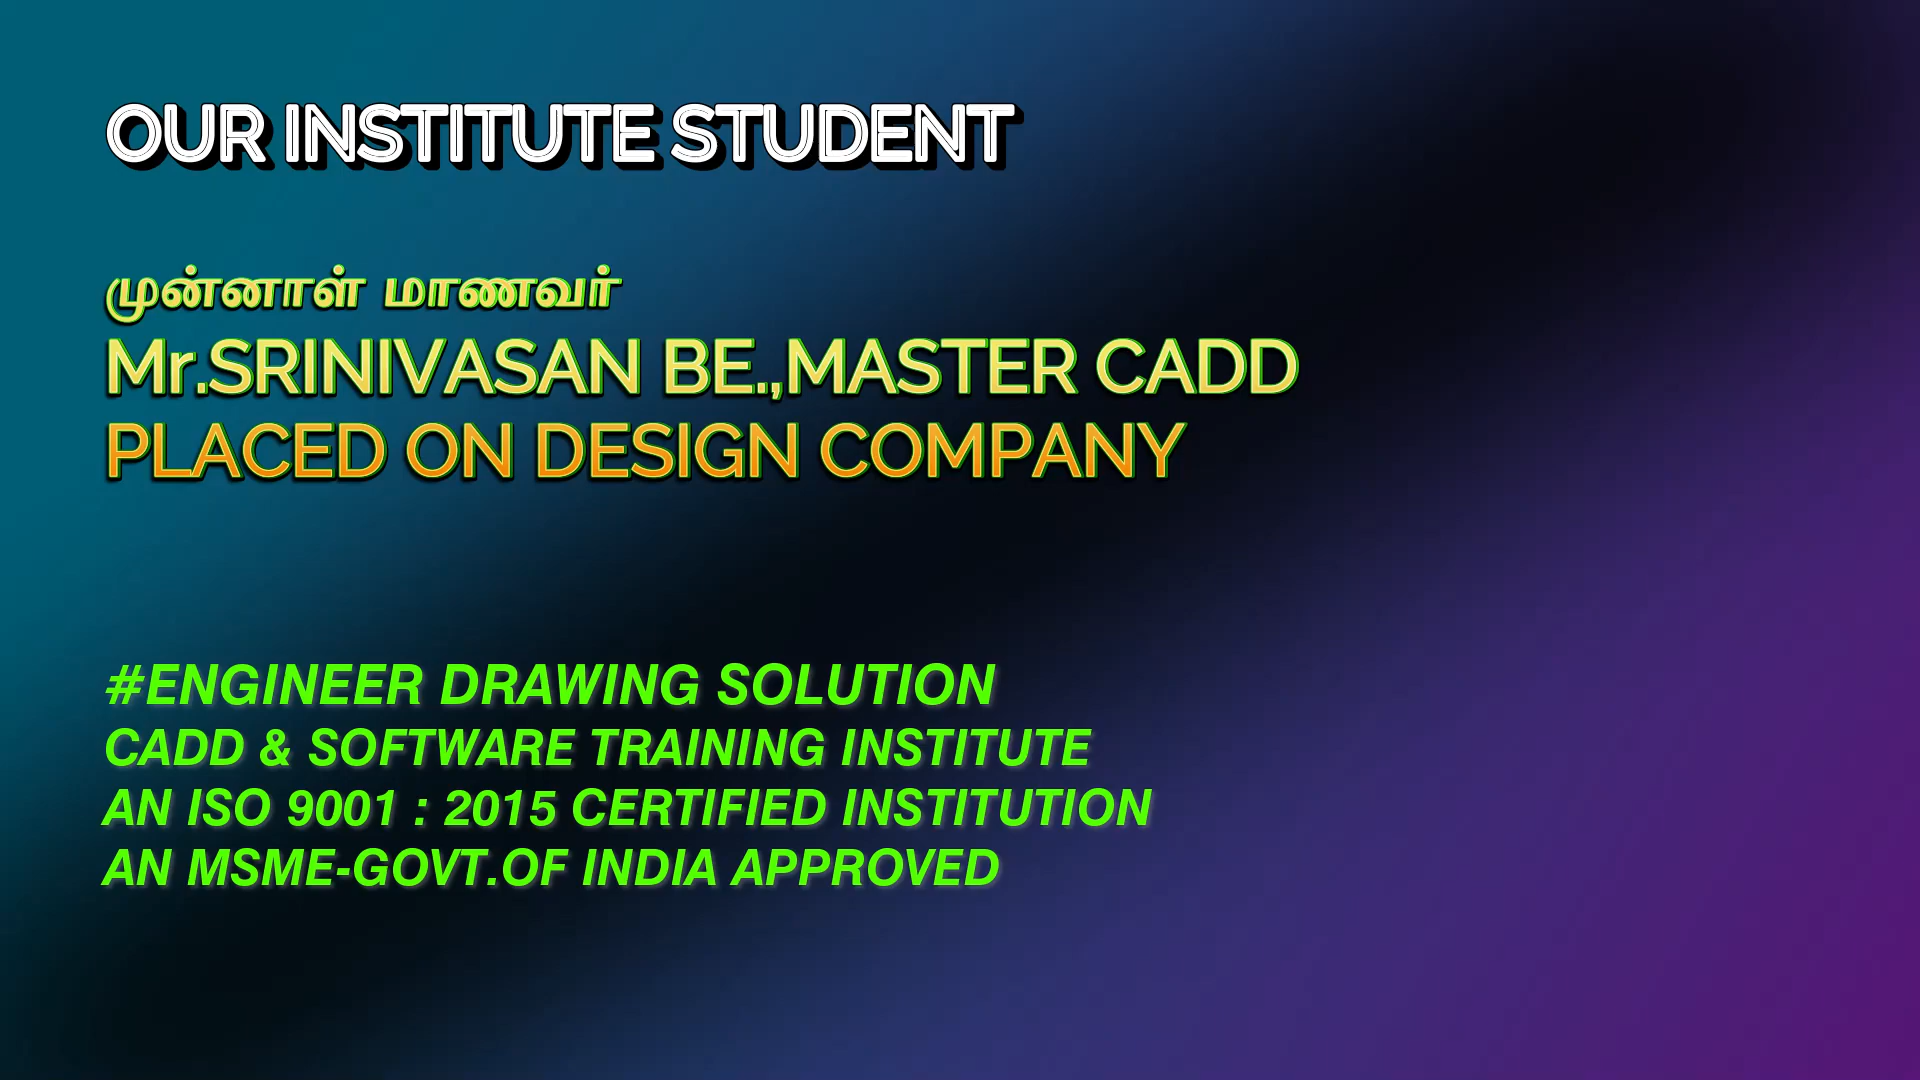 OUR INSTITUTE STUDENT
முன்னாள் மாணவர்
Mr.SRINIVASAN BE.,MASTER CADD
PLACED ON DESIGN COMPANY
#ENGINEER DRAWING SOLUTION
CADD & SOFTWARE TRAINING INSTITUTE
AN ISO 9001 : 2015 CERTIFIED INSTITUTION
AN MSME-GOVT.OF INDIA APPROVED